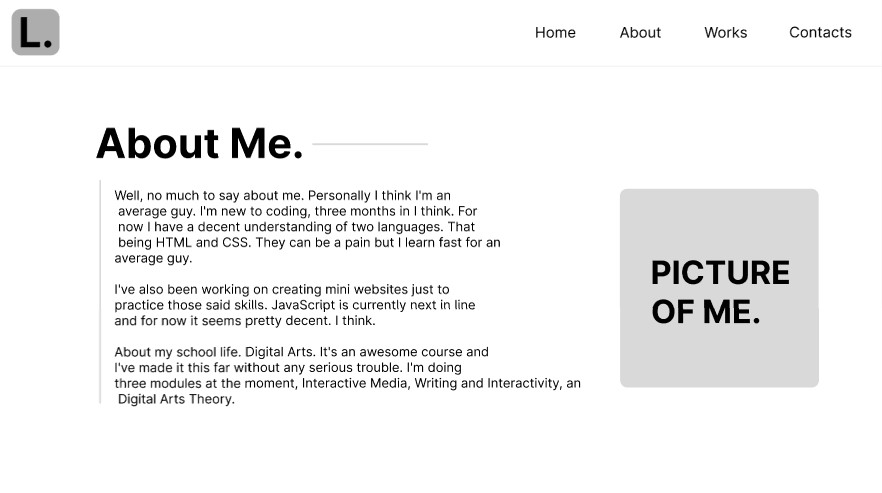 L.
Home About Works Contacts
About Me.
Well, no much to say about me. Personally I think I'm an
average guy. I'm new to coding, three months in I think. For
now I have a decent understanding of two languages. That
being HTML and CSS. They can be a pain but I learn fast for an
average guy.
I've also been working on creating mini websites just to
practice those said skills. JavaScript is currently next in line
and for now it seems pretty decent. I think.
About my school life. Digital Arts. It's an awesome course and
I've made it this far without any serious trouble. I'm doing
three modules at the moment, Interactive Media, Writing and Interactivity, an
Digital Arts Theory.
PICTURE
OF ME.